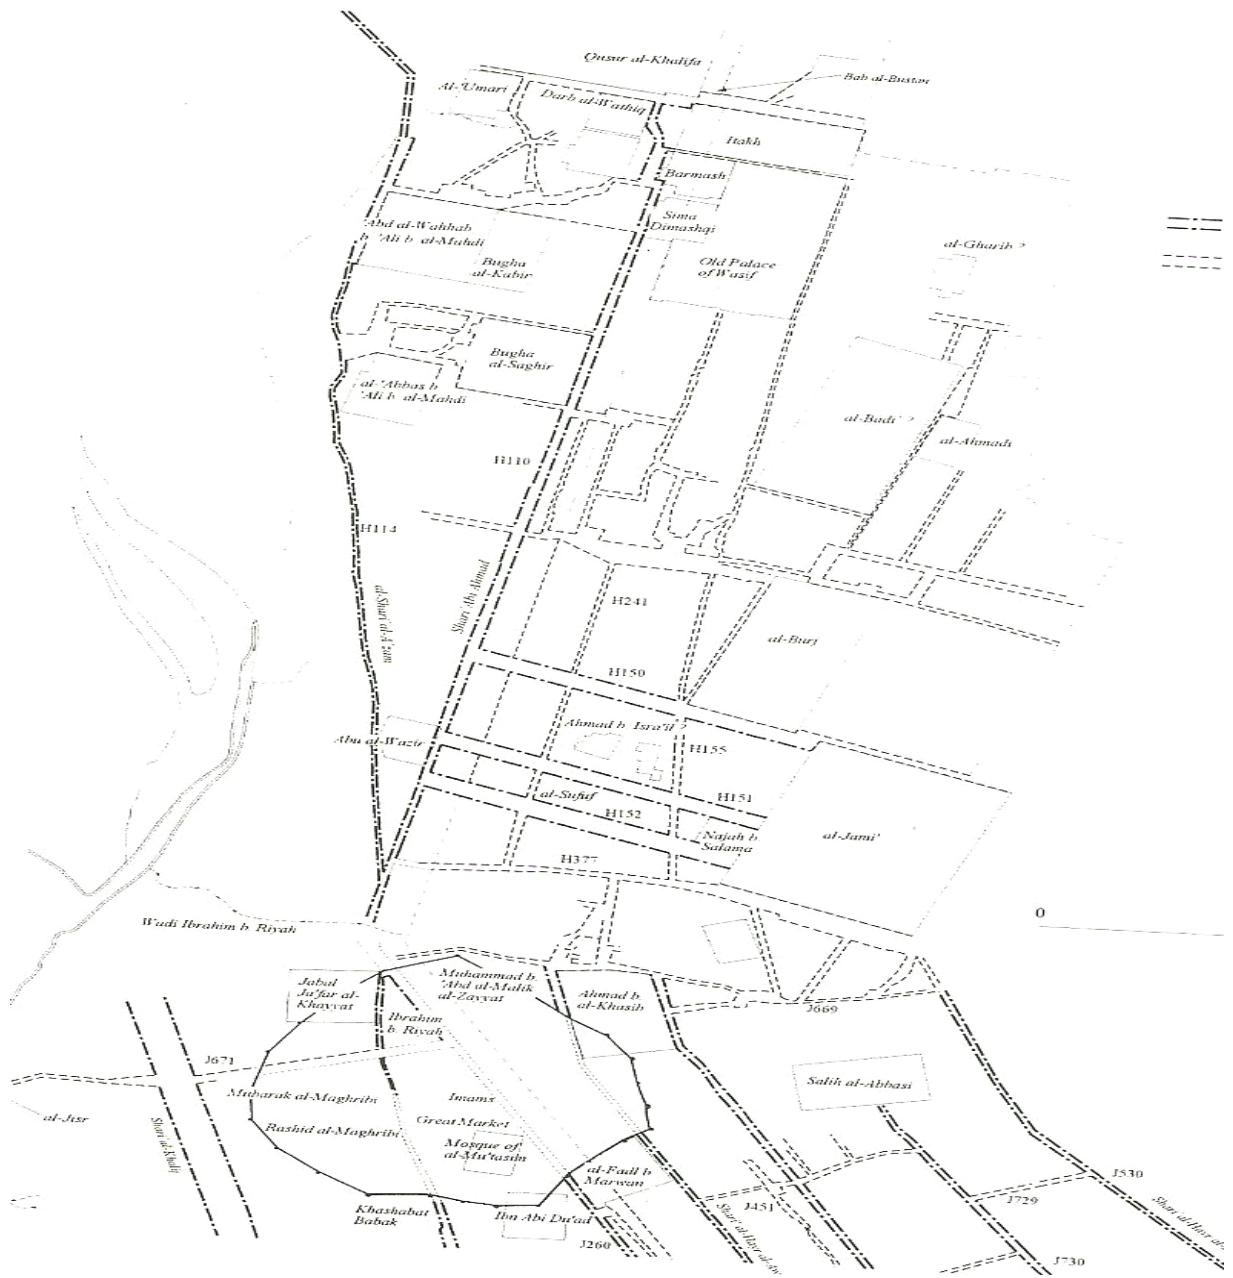 Qusur al-Khalifa
Bab al-Bustan
Al-'Umari
Darb al-Wathiq
Itakh
Barmash
'Abd al-Wahhab
b 'Ali b al-Mahdi
Sima
Dimashqi
Bugha
al-Kabir
Old Palace
of Wasif
al-Gharib ?
Bugha
al-Saghir
al-'Abbas b
'Ali b al-Mahdi
al-Badi' ?
al-Ahmadi
H110
H114
al-Shari al-A'zam
Shari' Abi Ahmad
H241
al-Burj
H150
Ahmad b Isra'il ?
Abu al-Wazir
H155
al-Sufuf
H151
H152
Najah b
Salama
al-Jami'
H377
Wadi Ibrahim b Riyah
0
Jabal
Ja'far al-
Khayyat
Muhammad b
'Abd al-Malik
al-Zayyat
Ahmad b
al-Khasib
Ibrahim
b Riyah
J669
J671
Salih al-Abbasi
Mubarak al-Maghribi
Imams
al-Jisr
Shari al-Khalij
Rashid al-Maghribi
Great Market
Mosque of
al-Mu'tasim
al-Fadl b
Marwan
J530
J729
J451
Khashabat
Babak
Ibn Abi Du'ad
J260
J730